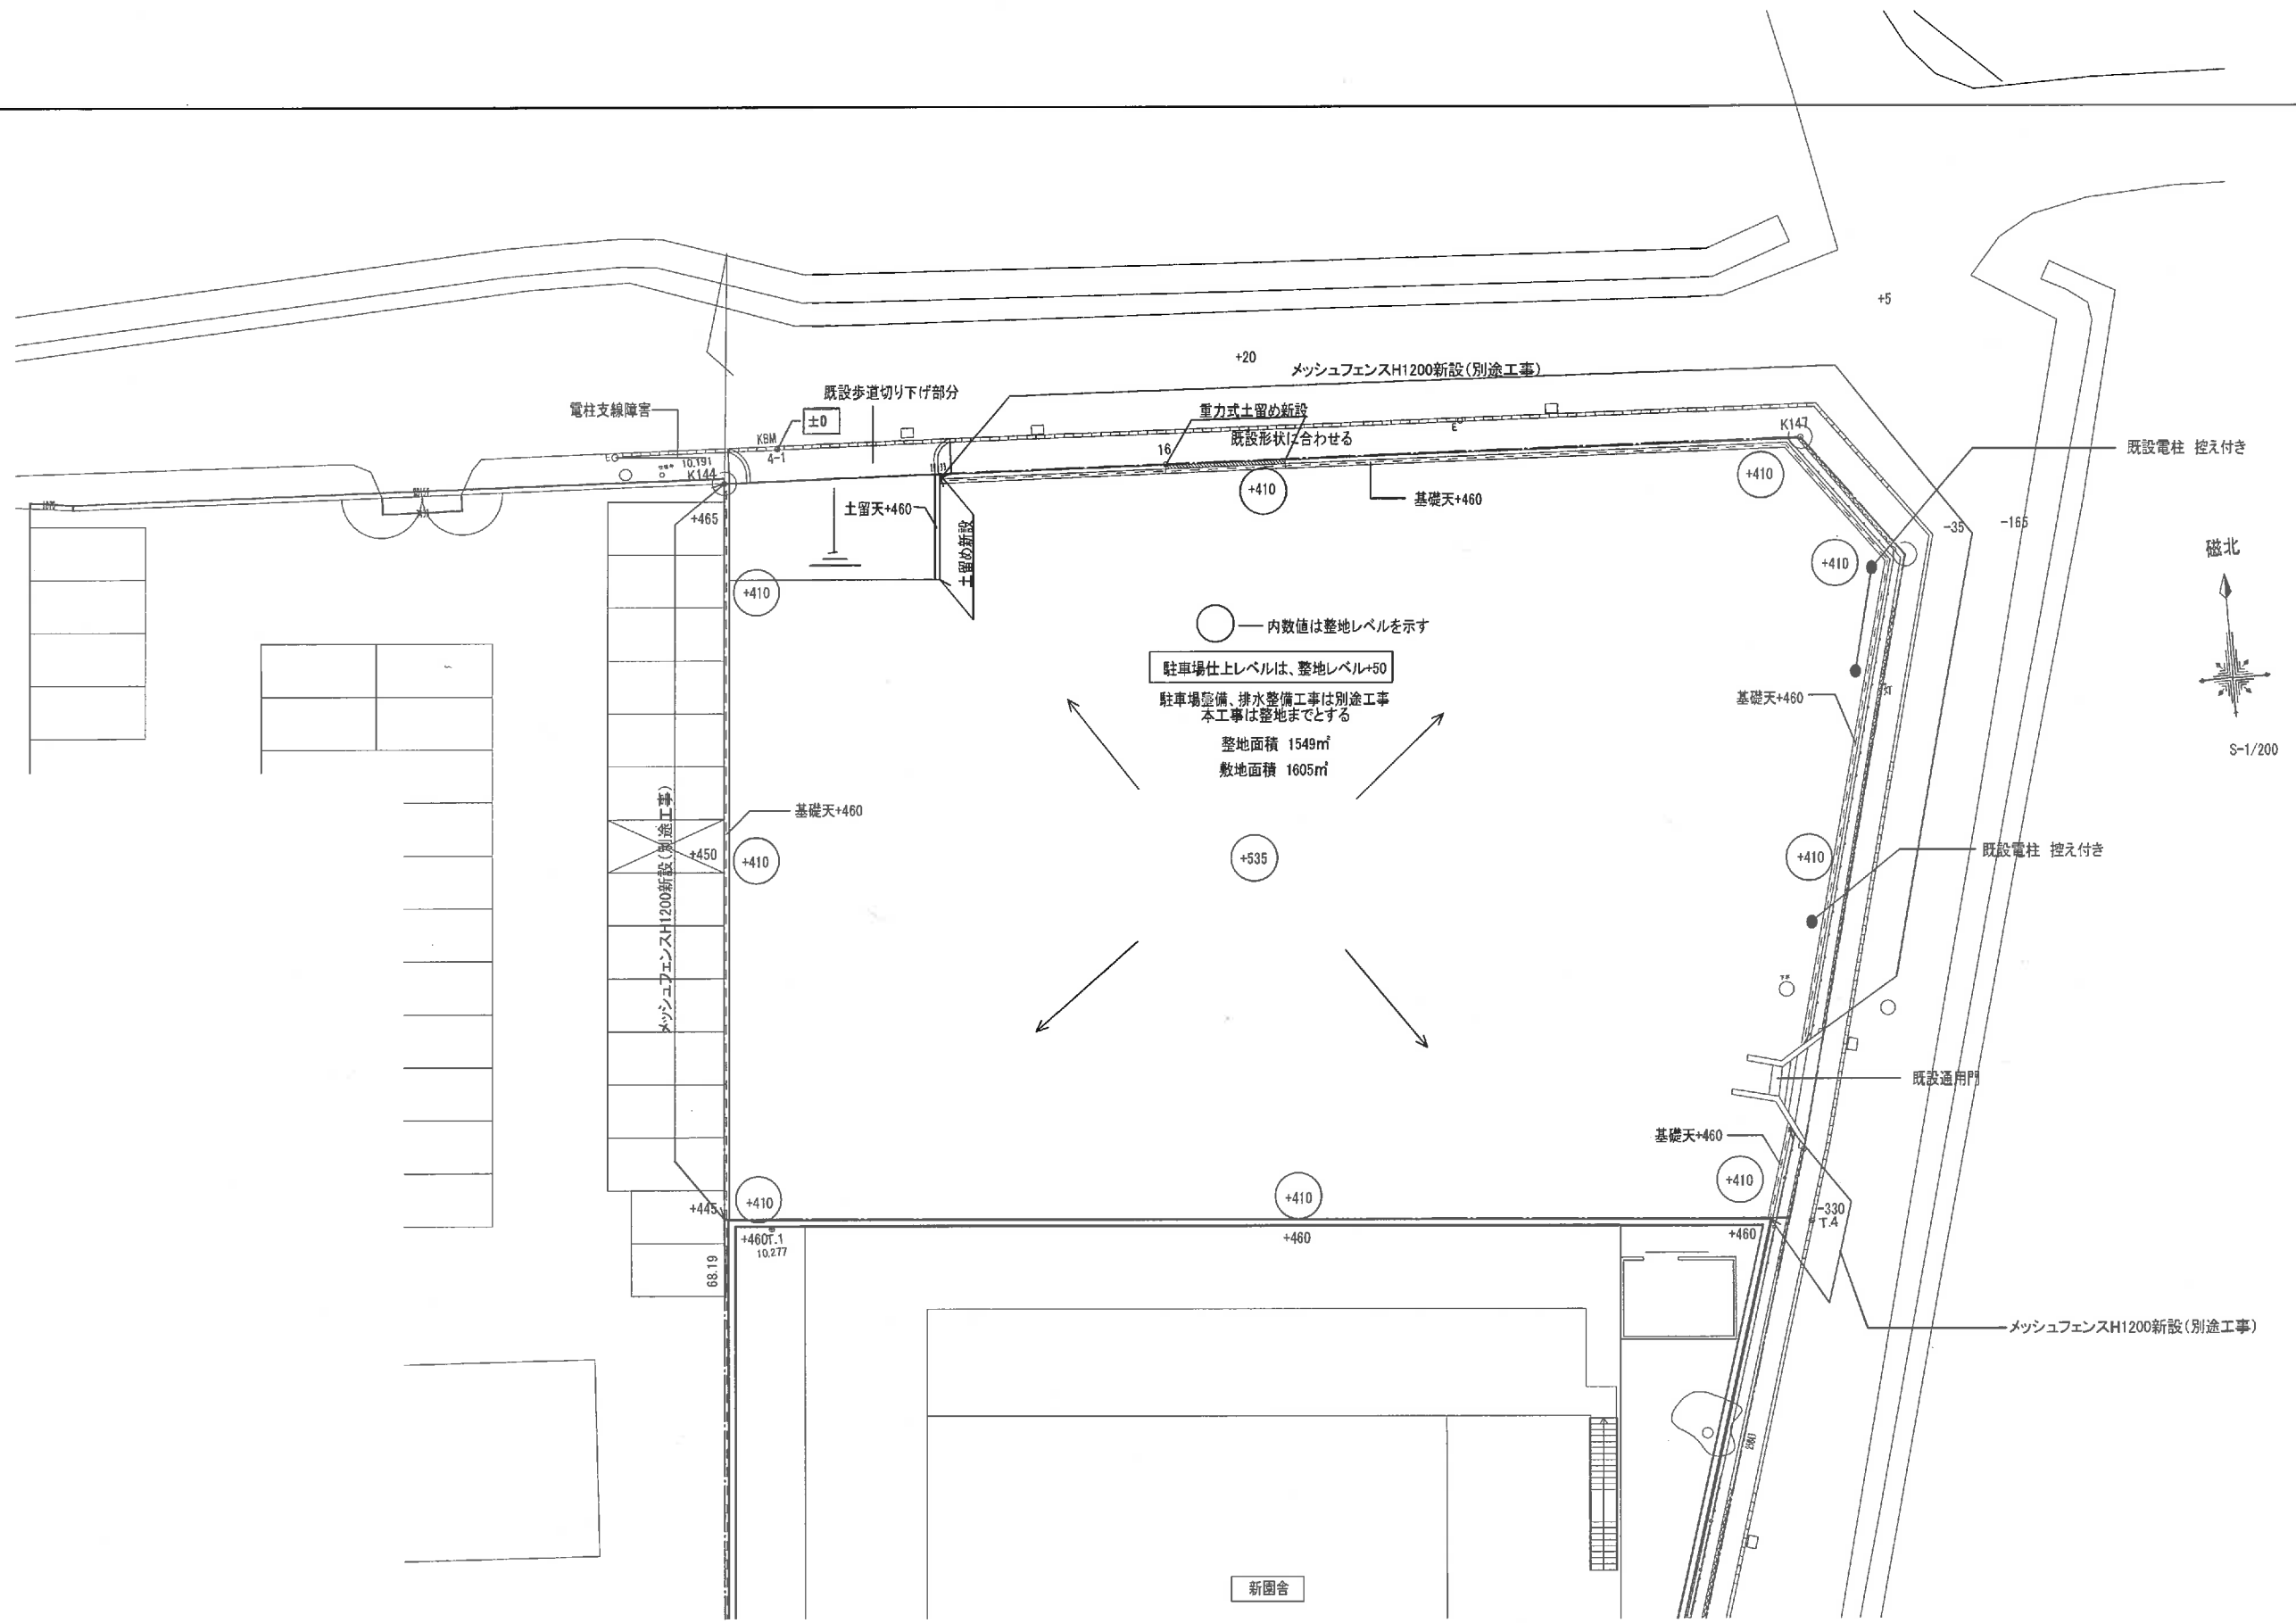 +5
+20
メッシュフェンスH1200新設(別途工事)
既設歩道切り下げ部分
電柱支線障害
±0
重力式土留め新設
既設形状に合わせる
KBM
4-1
16
E
K147
10.191
K144
既設電柱 控え付き
+410
+410
基礎天+460
+465
土留天+460
土留め新設
-35
-165
磁北
+410
+410
内数値は整地レベルを示す
駐車場仕上レベルは、整地レベル+50
駐車場整備、排水整備工事は別途工事
本工事は整地までとする
整地面積 1549㎡
敷地面積 1605㎡
基礎天+460
S-1/200
基礎天+460
メッシュフェンスH1200新設(別途工事)
+450
+410
+535
+410
既設電柱 控え付き
既設通用門
基礎天+460
+410
+410
+410
+445
-330
T.4
+460
T.1
10.277
+460
+460
68.19
メッシュフェンスH1200新設(別途工事)
新園舎